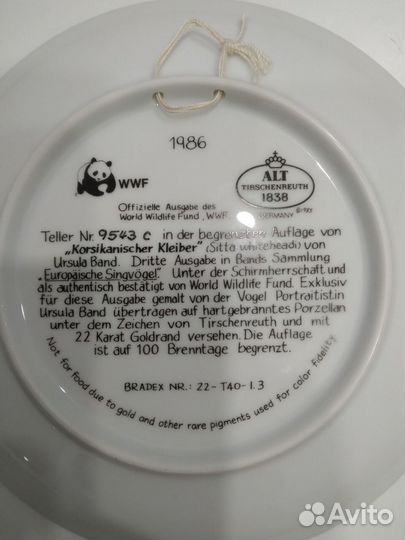 1986
WWF
ALT
TIRSCHENREUTH
1838
GERMANY ©1985
Offizielle Ausgabe des
World Wildlife Fund, WWF.
Teller Nr. 9543 C in der begrenzten Auflage von
„Korsikanischer Kleiber" (Sitta whiteheadi) von
Ursula Band. Dritte Ausgabe in Bands Sammlung
„Europäische Singvögel". Unter der Schirmherrschaft und
als authentisch bestätigt von World Wildlife Fund. Exklusiv
für diese Ausgabe gemalt von der Vogel Portraitistin
Ursula Band übertragen auf hartgebranntes Porzellan
unter dem Zeichen von Tirschenreuth und mit
22 Karat Goldrand versehen. Die Auflage
ist auf 100 Brenntage begrenzt.
BRADEX NR.: 22-T40-1.3
Not for food due to gold and other rare pigments used for color fidelity
Avito